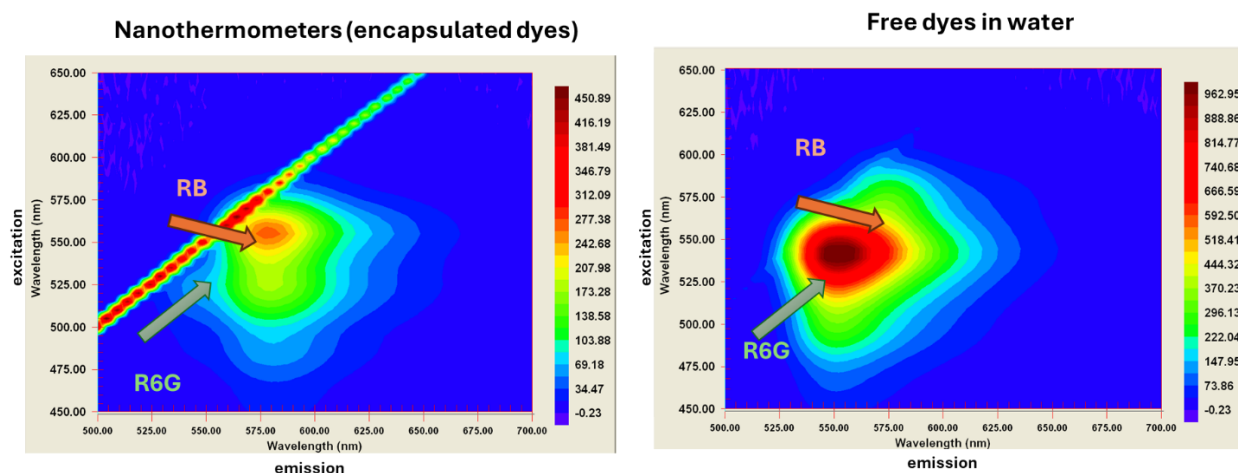 Nanothermometers (encapsulated dyes)
650.00
625.00
600.00
575.00
550.00
525.00
500.00
475.00
450.00
excitation
Wavelength (nm)
RB
R6G
500.00 525.00 550.00 575.00 600.00 625.00 650.00 675.00 700.00
Wavelength (nm)
emission
450.89
416.19
381.49
346.79
312.09
277.38
242.68
207.98
173.28
138.58
103.88
69.18
34.47
-0.23
Free dyes in water
650.00
625.00
600.00
575.00
550.00
525.00
500.00
475.00
450.00
excitation
Wavelength (nm)
RB
R6G
500.00 525.00 550.00 575.00 600.00 625.00 650.00 675.00 700.00
Wavelength (nm)
emission
962.95
888.86
814.77
740.68
666.59
592.50
518.41
444.32
370.23
296.13
222.04
147.95
73.86
-0.23